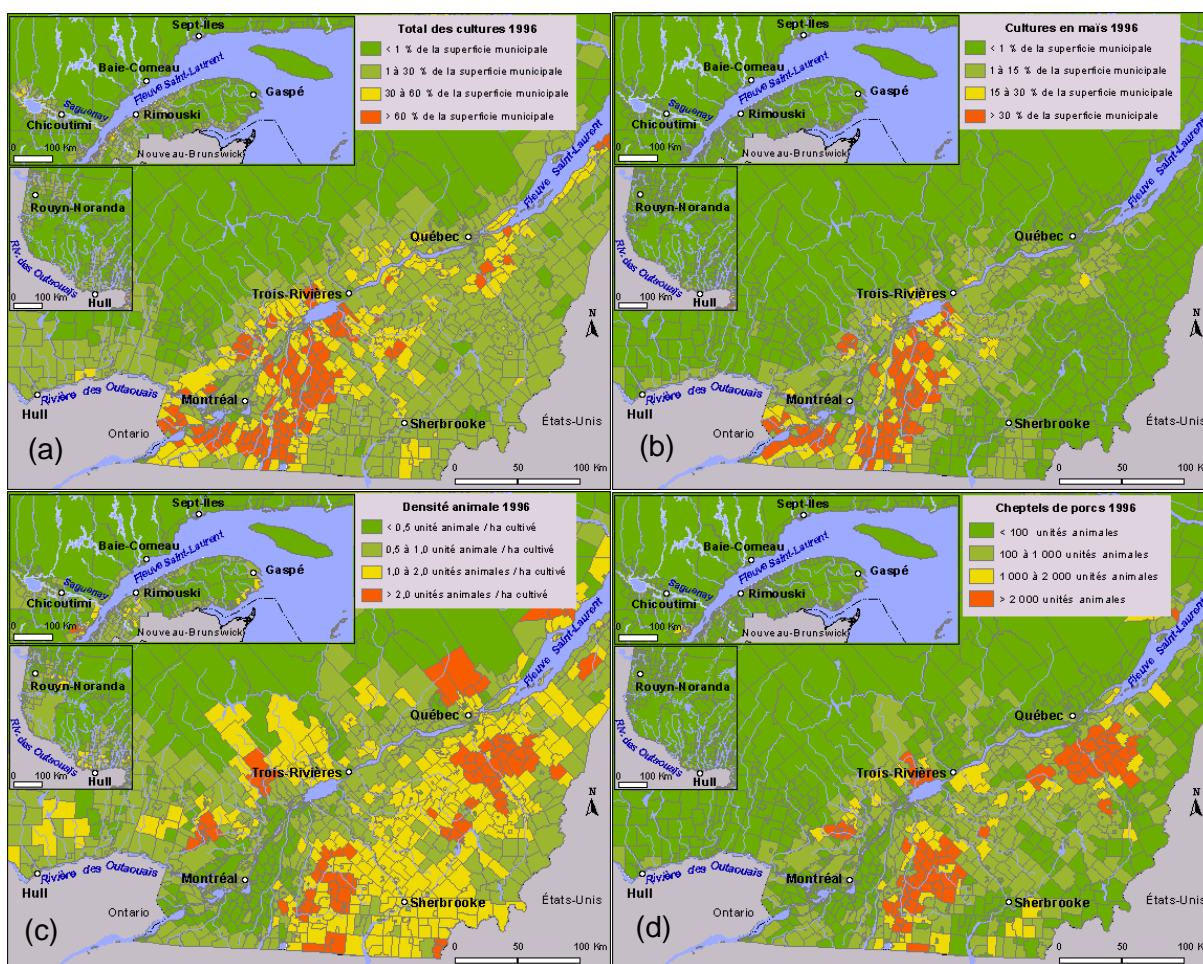 Total des cultures 1996
< 1 % de la superficie municipale
1 à 30 % de la superficie municipale
30 à 60 % de la superficie municipale
> 60 % de la superficie municipale
Sept-Îles
Baie-Comeau
Fleuve Saint-Laurent
Gaspé
Saguenay
Chicoutimi
Rimouski
Nouveau-Brunswick
0 100 Km
Rouyn-Noranda
Riv. des Outaouais
0 100 Km
Hull
Fleuve Saint-Laurent
Québec
Trois-Rivières
N
Rivière des Outaouais
Hull
Montréal
Sherbrooke
États-Unis
Ontario
(a)
0 50 100 Km
Cultures en maïs 1996
< 1 % de la superficie municipale
1 à 15 % de la superficie municipale
15 à 30 % de la superficie municipale
> 30 % de la superficie municipale
Sept-Îles
Baie-Comeau
Fleuve Saint-Laurent
Gaspé
Saguenay
Chicoutimi
Rimouski
Nouveau-Brunswick
0 100 Km
Rouyn-Noranda
Riv. des Outaouais
0 100 Km
Hull
Fleuve Saint-Laurent
Québec
Trois-Rivières
N
Rivière des Outaouais
Hull
Montréal
Sherbrooke
États-Unis
Ontario
(b)
0 50 100 Km
Densité animale 1996
< 0,5 unité animale / ha cultivé
0,5 à 1,0 unité animale / ha cultivé
1,0 à 2,0 unités animales / ha cultivé
> 2,0 unités animales / ha cultivé
Sept-Îles
Baie-Comeau
Fleuve Saint-Laurent
Gaspé
Saguenay
Chicoutimi
Rimouski
Nouveau-Brunswick
0 100 Km
Rouyn-Noranda
Riv. des Outaouais
0 100 Km
Hull
Fleuve Saint-Laurent
Québec
Trois-Rivières
N
Rivière des Outaouais
Hull
Montréal
Sherbrooke
États-Unis
Ontario
(c)
0 50 100 Km
Cheptels de porcs 1996
< 100 unités animales
100 à 1 000 unités animales
1 000 à 2 000 unités animales
> 2 000 unités animales
Sept-Îles
Baie-Comeau
Fleuve Saint-Laurent
Gaspé
Saguenay
Chicoutimi
Rimouski
Nouveau-Brunswick
0 100 Km
Rouyn-Noranda
Riv. des Outaouais
0 100 Km
Hull
Fleuve Saint-Laurent
Québec
Trois-Rivières
N
Rivière des Outaouais
Hull
Montréal
Sherbrooke
États-Unis
Ontario
(d)
0 50 100 Km